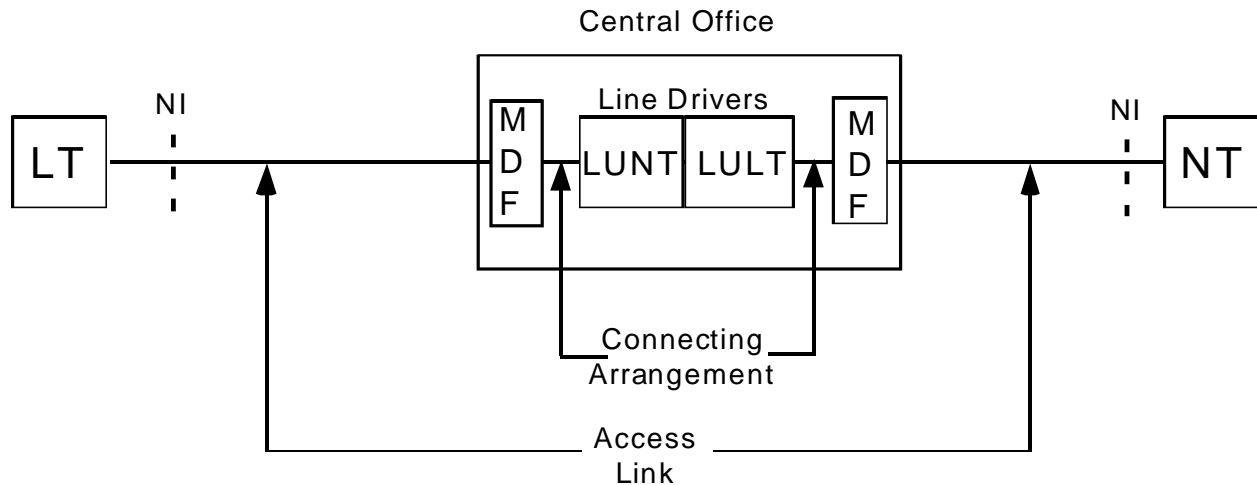 Central Office
NI
Line Drivers
NI
LT
M
D
F
LUNT
LULT
M
D
F
NT
Connecting
Arrangement
Access
Link